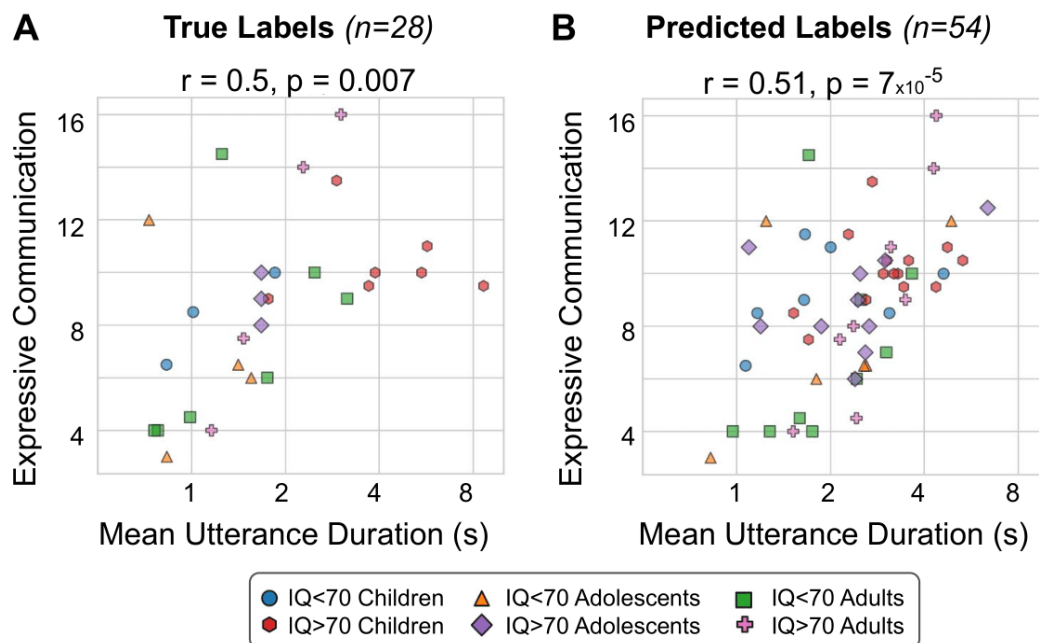 A True Labels (n=28)
r = 0.5, p = 0.007
16
12
8
4
Expressive Communication
1 2 4 8
Mean Utterance Duration (s)
B Predicted Labels (n=54)
r = 0.51, p = 7x10-5
16
12
8
4
Expressive Communication
1 2 4 8
Mean Utterance Duration (s)
IQ<70 Children IQ<70 Adolescents IQ<70 Adults
IQ>70 Children IQ>70 Adolescents IQ>70 Adults